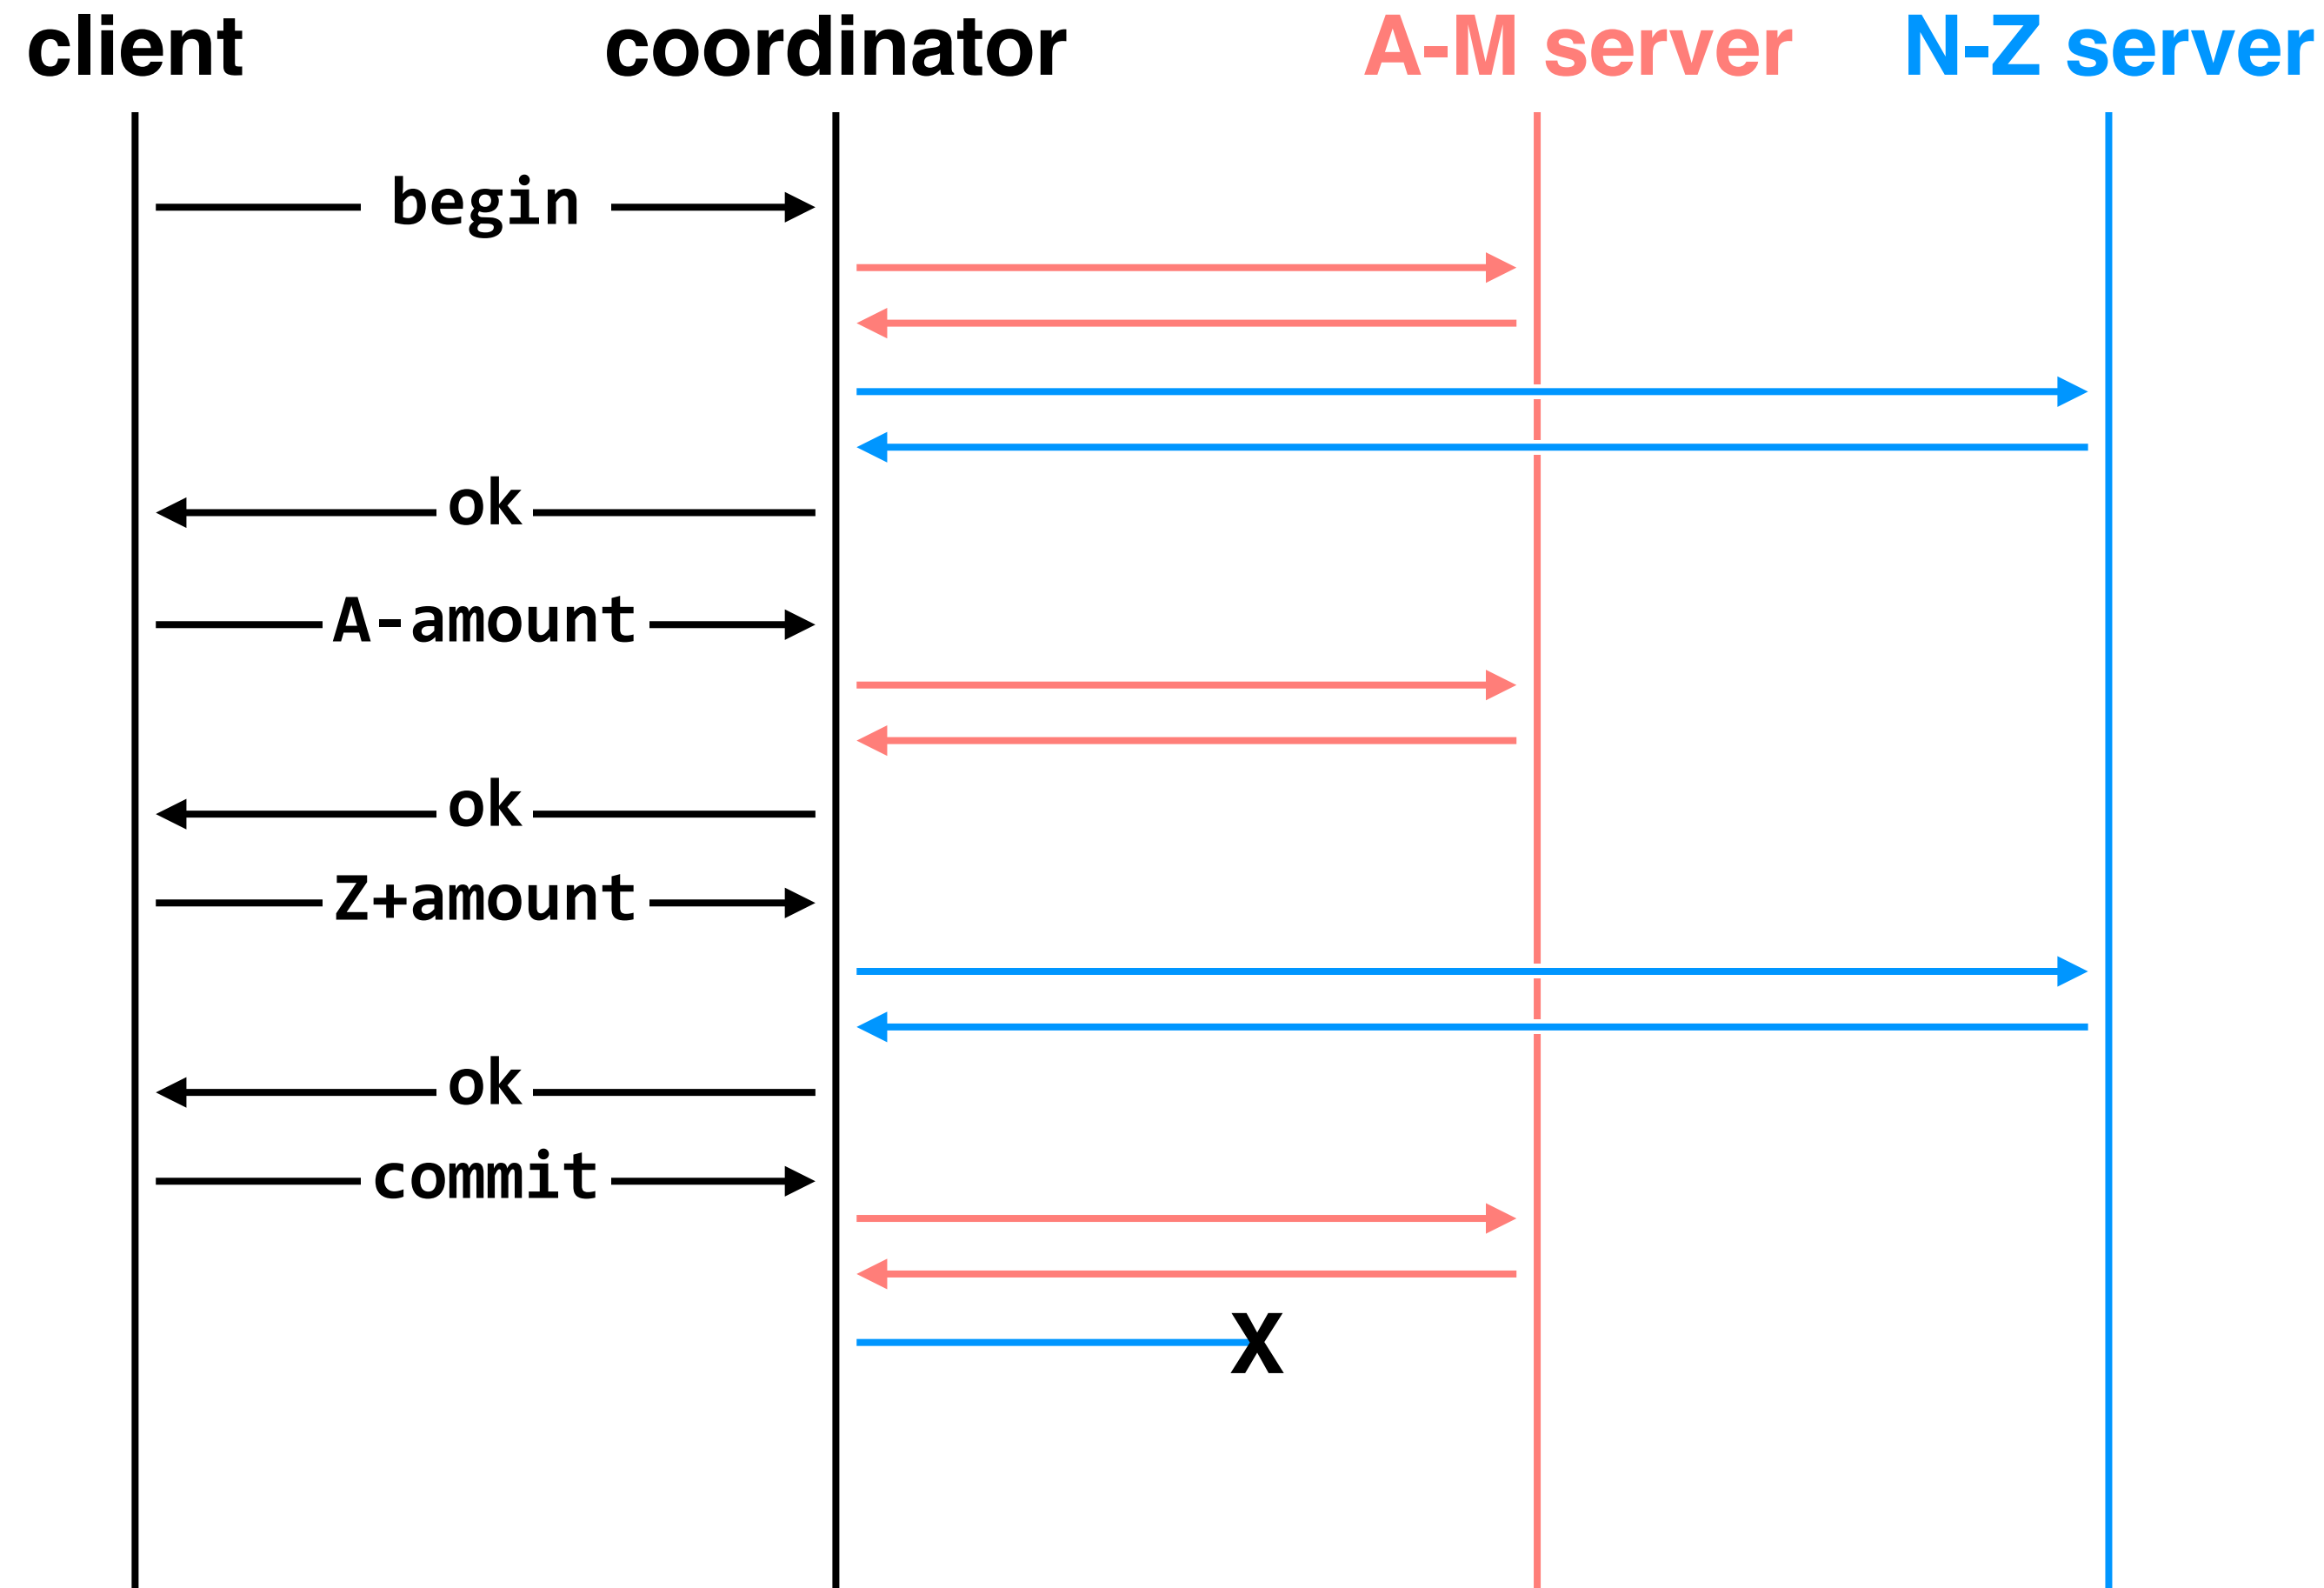 client
coordinator
A-M server
N-Z server
begin
ok
A-amount
ok
Z+amount
ok
commit
X